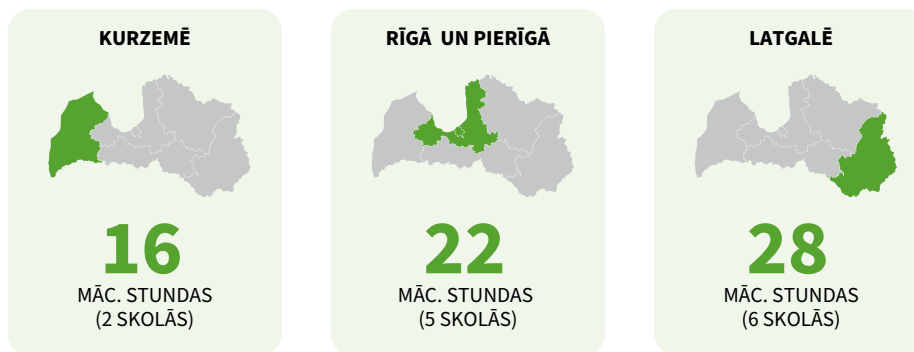 KURZEMĒ
16
MĀC. STUNDAS
(2 SKOLĀS)
RĪGĀ UN PIERĪGĀ
22
MĀC. STUNDAS
(5 SKOLĀS)
LATGALĒ
28
MĀC. STUNDAS
(6 SKOLĀS)